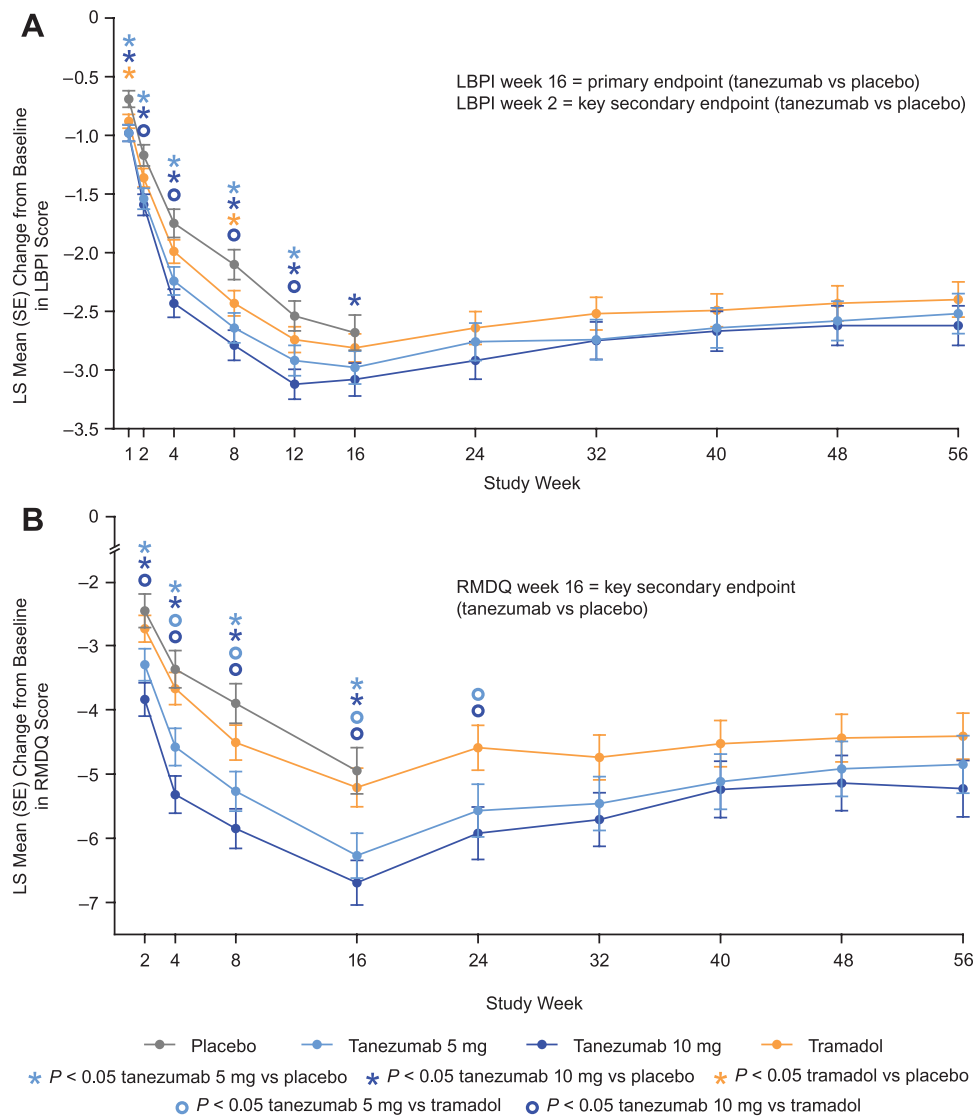 A
0
–0.5
–1.0
–1.5
–2.0
–2.5
–3.0
–3.5
LS Mean (SE) Change from Baseline
in LBPI Score
LBPI week 16 = primary endpoint (tanezumab vs placebo)
LBPI week 2 = key secondary endpoint (tanezumab vs placebo)
1 2 4 8 12 16 24 32 40 48 56
Study Week
B
0
–2
–3
–4
–5
–6
–7
LS Mean (SE) Change from Baseline
in RMDQ Score
RMDQ week 16 = key secondary endpoint
(tanezumab vs placebo)
2 4 8 16 24 32 40 48 56
Study Week
Placebo Tanezumab 5 mg Tanezumab 10 mg Tramadol
* P < 0.05 tanezumab 5 mg vs placebo * P < 0.05 tanezumab 10 mg vs placebo * P < 0.05 tramadol vs placebo
P < 0.05 tanezumab 5 mg vs tramadol P < 0.05 tanezumab 10 mg vs tramadol